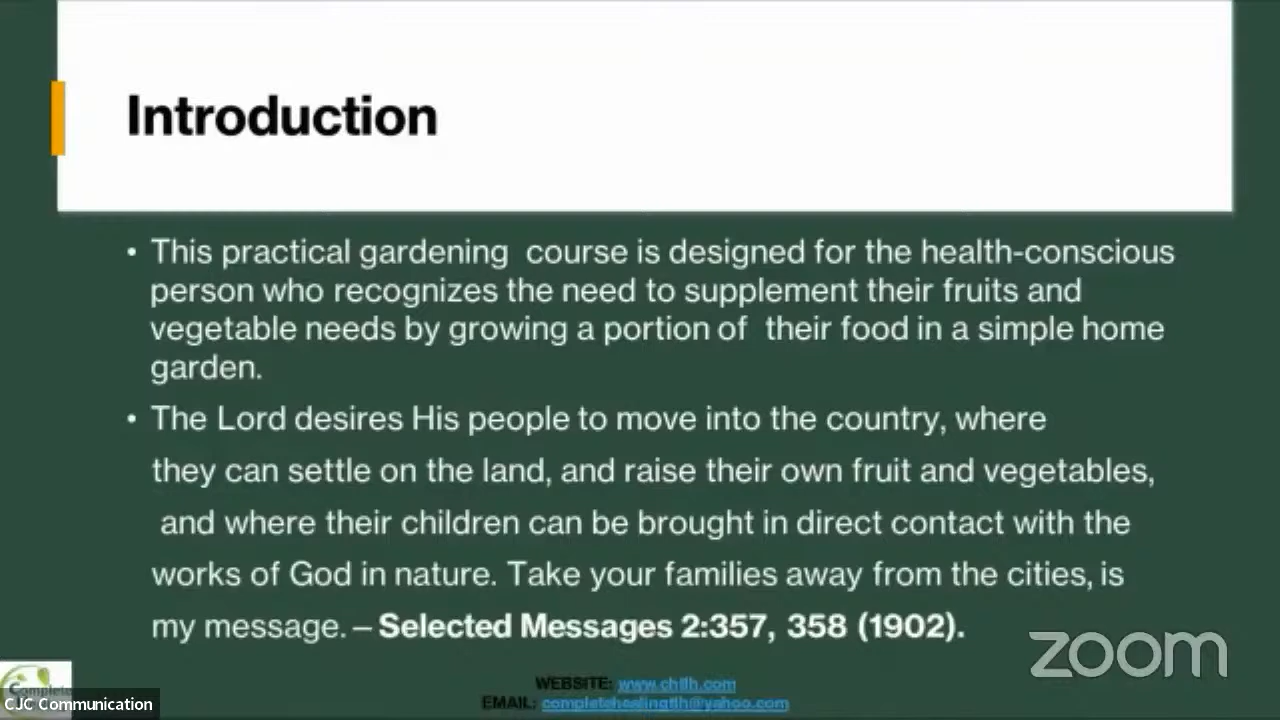 Introduction
• This practical gardening course is designed for the health-conscious
person who recognizes the need to supplement their fruits and
vegetable needs by growing a portion of their food in a simple home
garden.
• The Lord desires His people to move into the country, where
they can settle on the land, and raise their own fruit and vegetables,
and where their children can be brought in direct contact with the
works of God in nature. Take your families away from the cities, is
my message. – Selected Messages 2:357, 358 (1902).
zoom
Complete
CJC Communication
WEBSITE:
EMAIL: